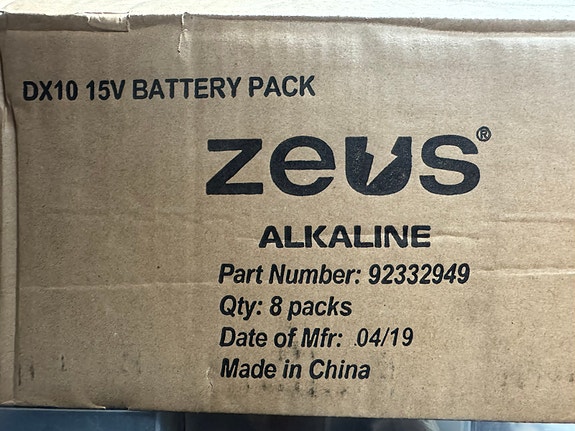 DX10 15V BATTERY PACK
zeus®
ALKALINE
Part Number: 92332949
Qty: 8 packs
Date of Mfr: 04/19
Made in China